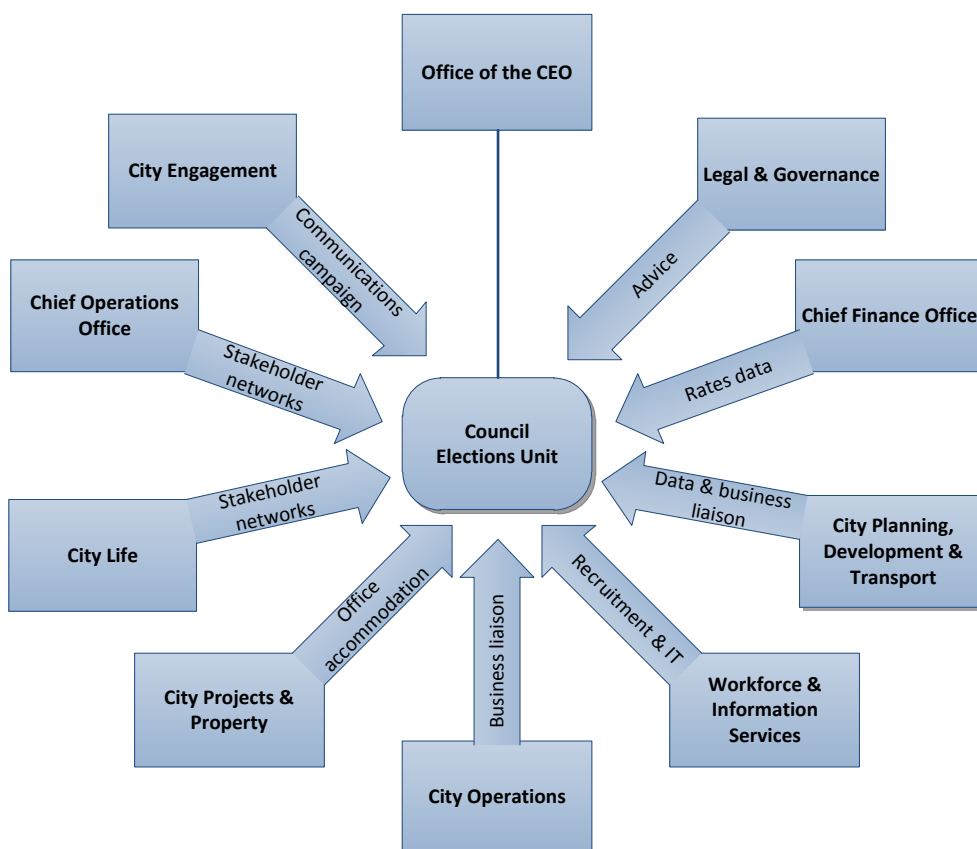 Office of the CEO
City Engagement
Legal & Governance
Communications
campaign
Advice
Chief Operations
Office
Chief Finance Office
Stakeholder
networks
Rates data
Council
Elections Unit
Stakeholder
networks
Data & business
liaison
City Life
City Planning,
Development &
Transport
Office
accommodation
Business liaison
Recruitment & IT
City Projects &
Property
Workforce &
Information
Services
City Operations